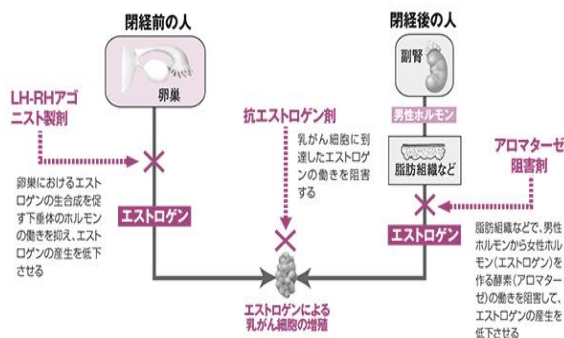 閉経前の人
卵巣
LH-RHアゴ
ニスト製剤
卵巣におけるエスト
ロゲンの生合成を促
す下垂体のホルモン
の働きを抑え、エスト
ロゲンの産生を低下
させる
エストロゲン
抗エストロゲン剤
乳がん細胞に到
達したエストロゲ
ンの働きを阻害
する
エストロゲンによる
乳がん細胞の増殖
閉経後の人
副腎
男性ホルモン
脂肪組織など
エストロゲン
アロマターゼ
阻害剤
脂肪組織などで、男性
ホルモンから女性ホル
モン(エストロゲン)を
作る酵素(アロマター
ゼ)の働きを阻害して、
エストロゲンの産生を
低下させる